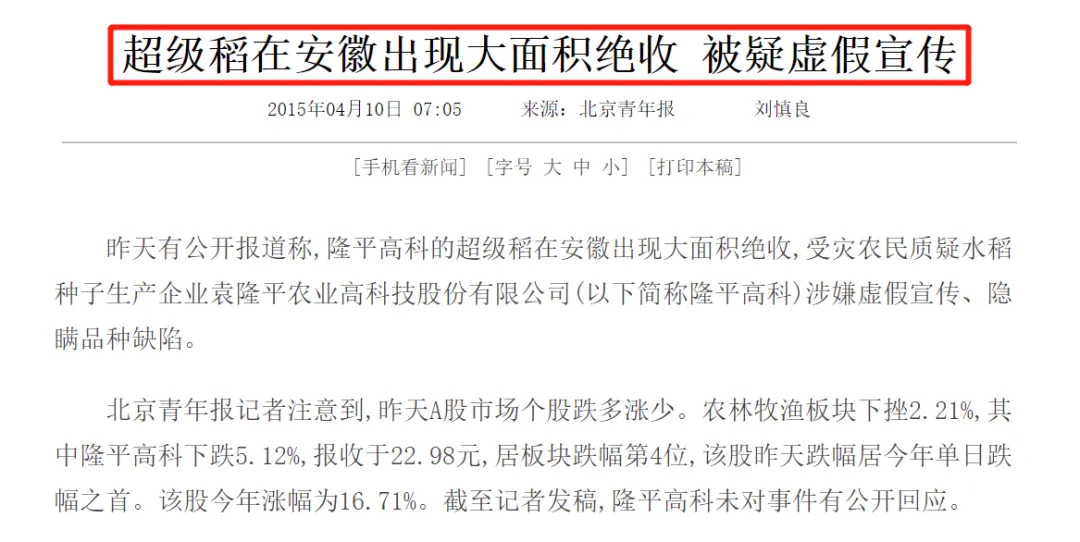 超级稻在安徽出现大面积绝收 被疑虚假宣传
2015年04月10日 07:05 来源：北京青年报 刘慎良
[手机看新闻] [字号 大 中 小] [打印本稿]
昨天有公开报道称,隆平高科的超级稻在安徽出现大面积绝收,受灾农民质疑水稻
种子生产企业袁隆平农业高科技股份有限公司(以下简称隆平高科)涉嫌虚假宣传、隐
瞒品种缺陷。
北京青年报记者注意到,昨天A股市场个股跌多涨少。农林牧渔板块下挫2.21%,其
中隆平高科下跌5.12%,报收于22.98元,居板块跌幅第4位,该股昨天跌幅居今年单日跌
幅之首。该股今年涨幅为16.71%。截至记者发稿,隆平高科未对事件有公开回应。